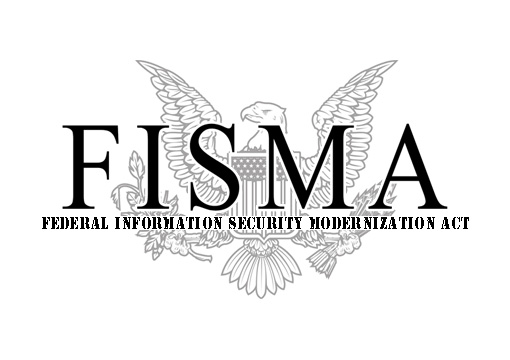 FISMA
FEDERAL INFORMATION SECURITY MODERNIZATION ACT